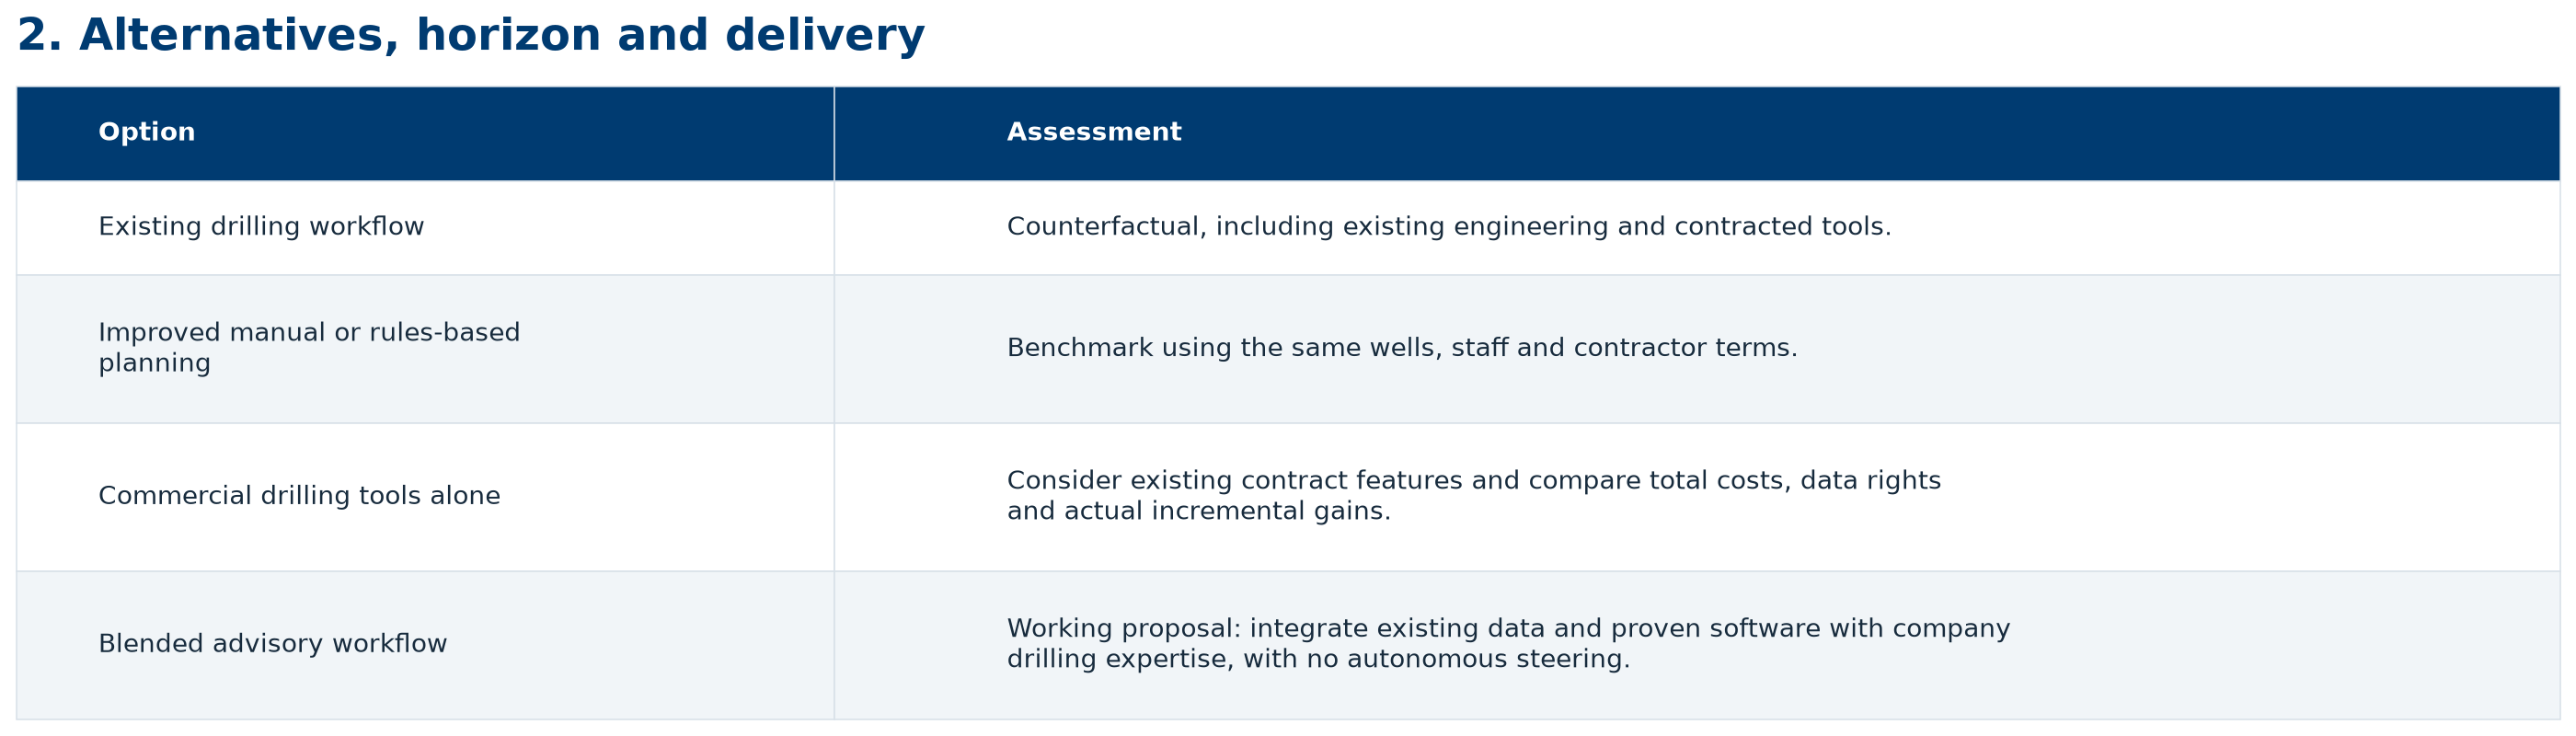 2. Alternatives, horizon and delivery
Option
Assessment
Existing drilling workflow
Counterfactual, including existing engineering and contracted tools.
Improved manual or rules-based
planning
Benchmark using the same wells, staff and contractor terms.
Commercial drilling tools alone
Consider existing contract features and compare total costs, data rights
and actual incremental gains.
Blended advisory workflow
Working proposal: integrate existing data and proven software with company
drilling expertise, with no autonomous steering.